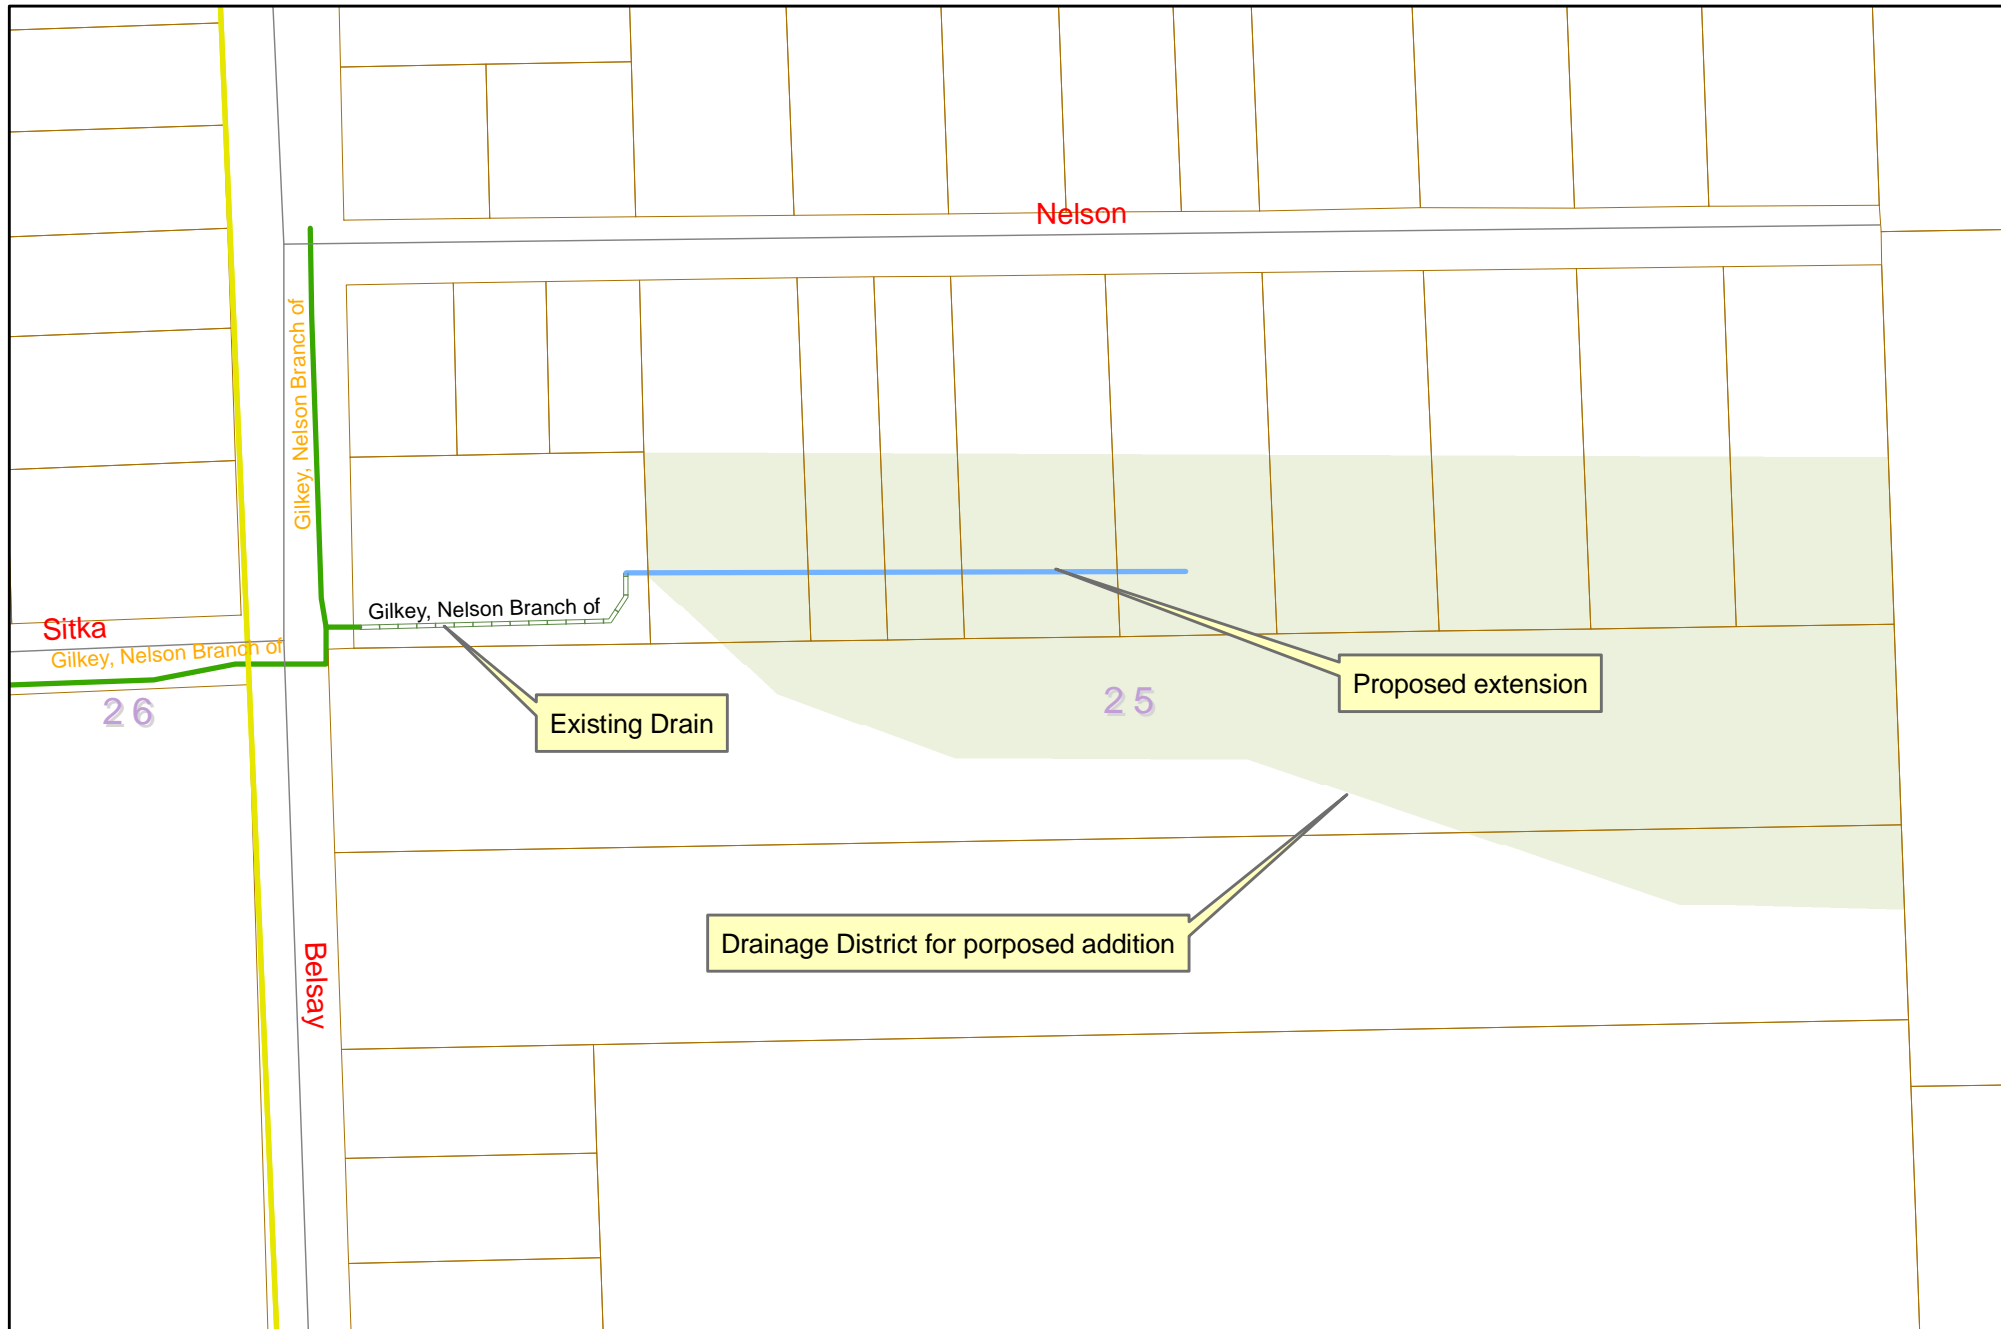 Nelson
Gilkey, Nelson Branch of
Gilkey, Nelson Branch of
Sitka
Gilkey, Nelson Branch of
26
25
Proposed extension
Existing Drain
Drainage District for porposed addition
Belsay